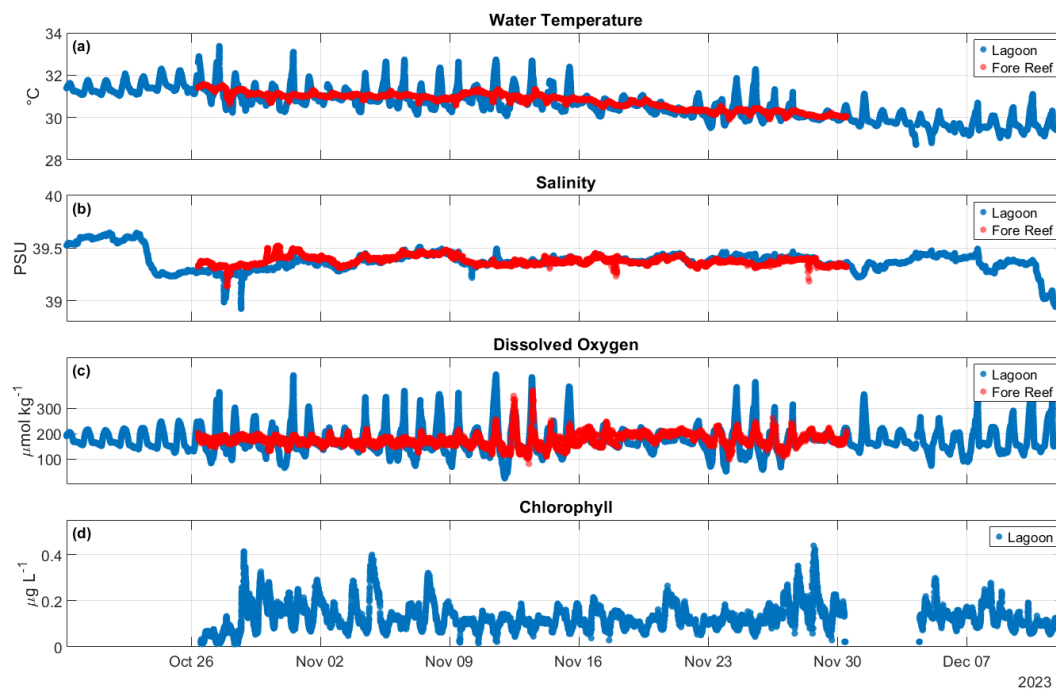 Water Temperature
(a)
34
32
30
28
°C
Lagoon
Fore Reef
Salinity
(b)
40
39.5
39
PSU
Lagoon
Fore Reef
Dissolved Oxygen
(c)
300
200
100
μmol kg⁻¹
Lagoon
Fore Reef
Chlorophyll
(d)
0.4
0.2
0
μg L⁻¹
Lagoon
Oct 26 Nov 02 Nov 09 Nov 16 Nov 23 Nov 30 Dec 07
2023